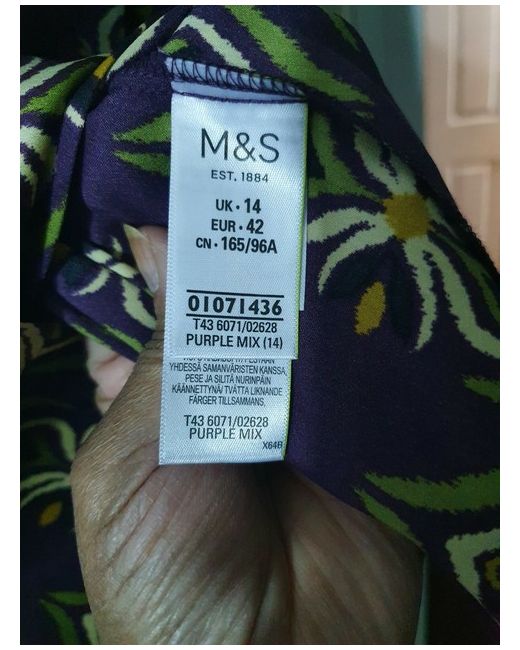 M&S
EST. 1884
UK • 14
EUR • 42
CN • 165/96A
01071436
T43 6071/02628
PURPLE MIX (14)
YHDESSÄ SAMANVÄRISTEN KANSSA,
PESE JA SILITÄ NURINPÄIN
KÄÄNNETTYNÄ/ TVÄTTA LIKNANDE
FÄRGER TILLSAMMANS.
T43 6071/02628
PURPLE MIX
X64B